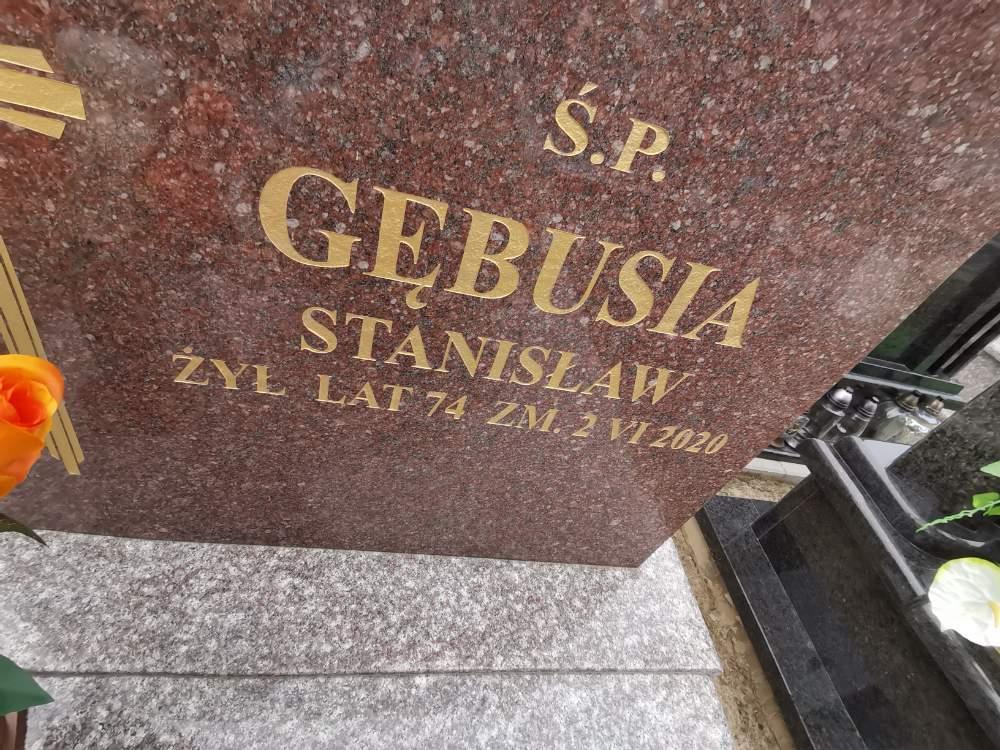 Ś.P.
GĘBUSIA
STANISŁAW
ŻYŁ LAT 74 ZM. 2 VI 2020